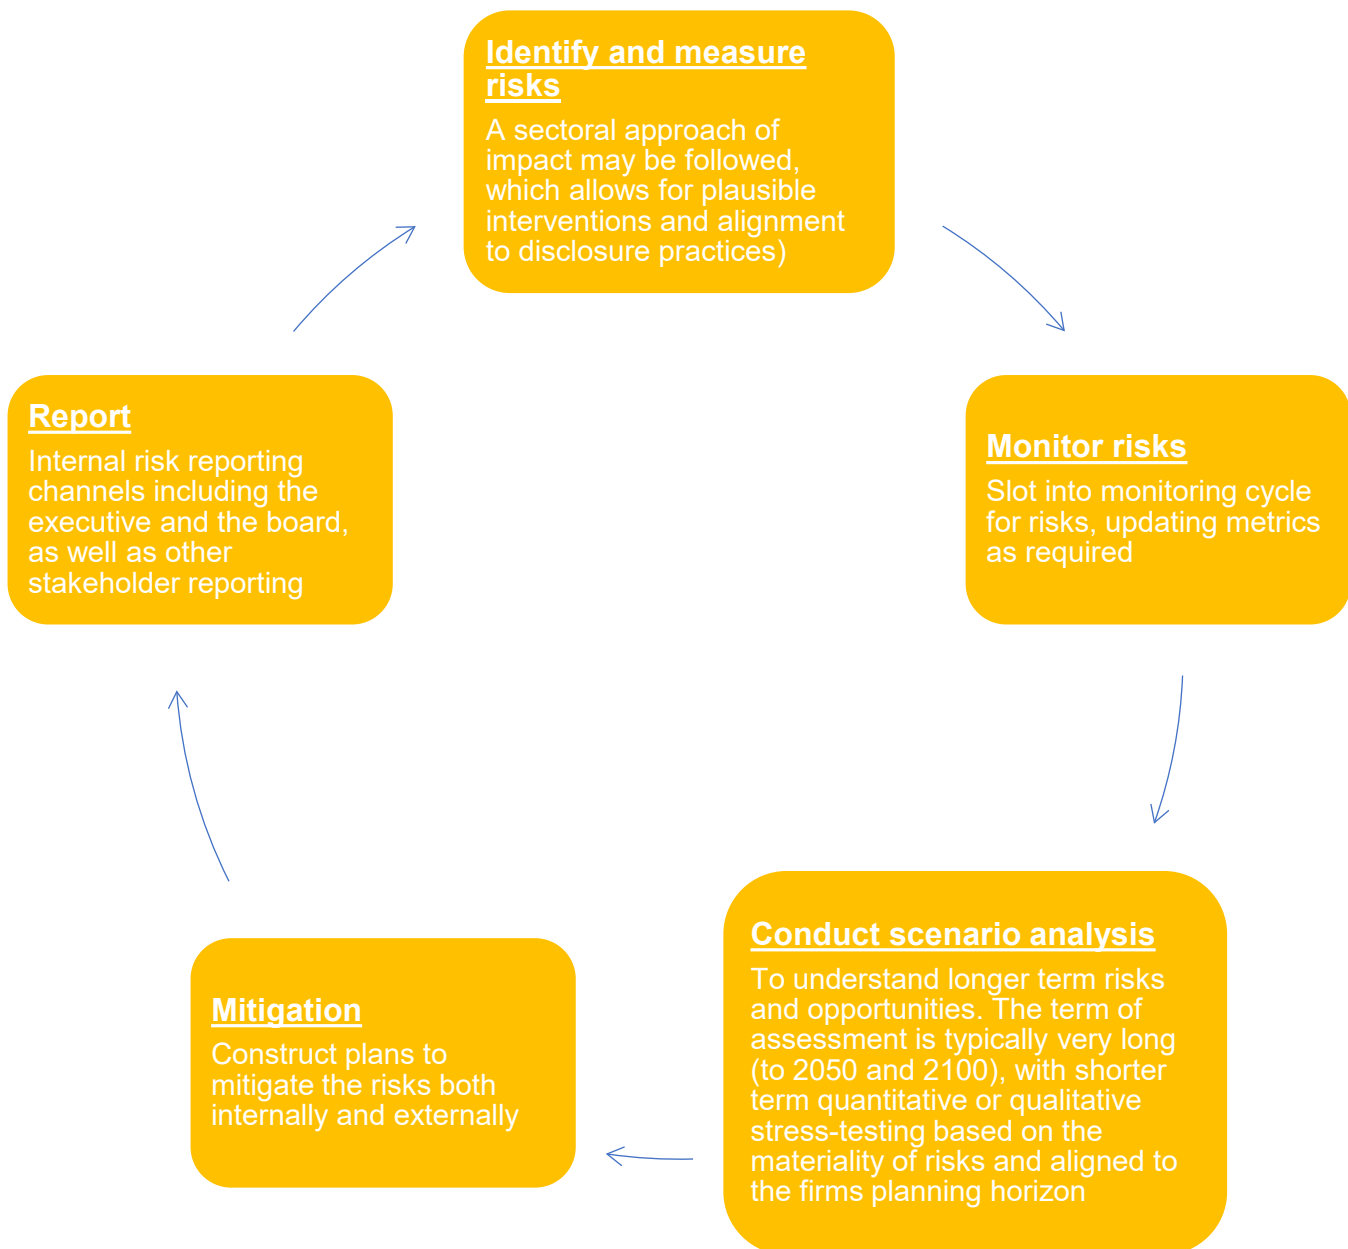 Identify and measure
risks
A sectoral approach of
impact may be followed,
which allows for plausible
interventions and alignment
to disclosure practices)
Monitor risks
Slot into monitoring cycle
for risks, updating metrics
as required
Conduct scenario analysis
To understand longer term risks
and opportunities. The term of
assessment is typically very long
(to 2050 and 2100), with shorter
term quantitative or qualitative
stress-testing based on the
materiality of risks and aligned to
the firms planning horizon
Mitigation
Construct plans to
mitigate the risks both
internally and externally
Report
Internal risk reporting
channels including the
executive and the board,
as well as other
stakeholder reporting